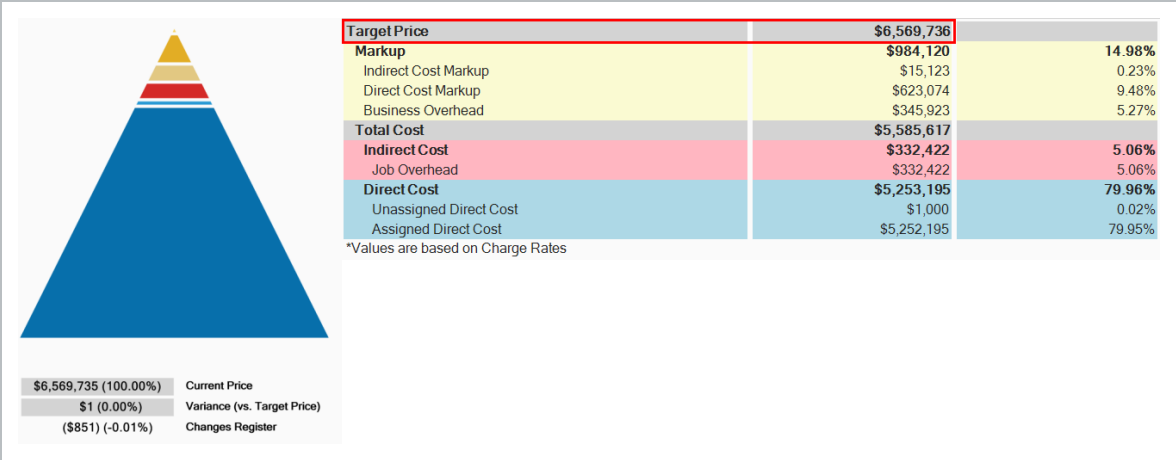 Target Price $6,569,736
Markup $984,120 14.98%
Indirect Cost Markup $15,123 0.23%
Direct Cost Markup $623,074 9.48%
Business Overhead $345,923 5.27%
Total Cost $5,585,617
Indirect Cost $332,422 5.06%
Job Overhead $332,422 5.06%
Direct Cost $5,253,195 79.96%
Unassigned Direct Cost $1,000 0.02%
Assigned Direct Cost $5,252,195 79.95%
*Values are based on Charge Rates
$6,569,735 (100.00%) Current Price
$1 (0.00%) Variance (vs. Target Price)
($851) (-0.01%) Changes Register